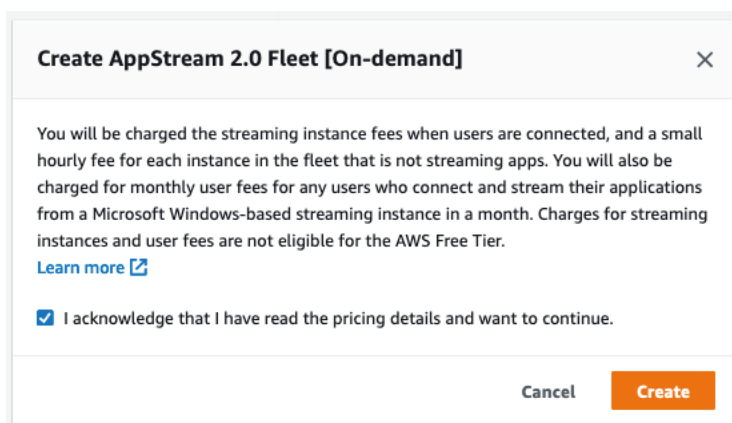 Create AppStream 2.0 Fleet [On-demand]
You will be charged the streaming instance fees when users are connected, and a small
hourly fee for each instance in the fleet that is not streaming apps. You will also be
charged for monthly user fees for any users who connect and stream their applications
from a Microsoft Windows-based streaming instance in a month. Charges for streaming
instances and user fees are not eligible for the AWS Free Tier.
Learn more
I acknowledge that I have read the pricing details and want to continue.
Cancel Create